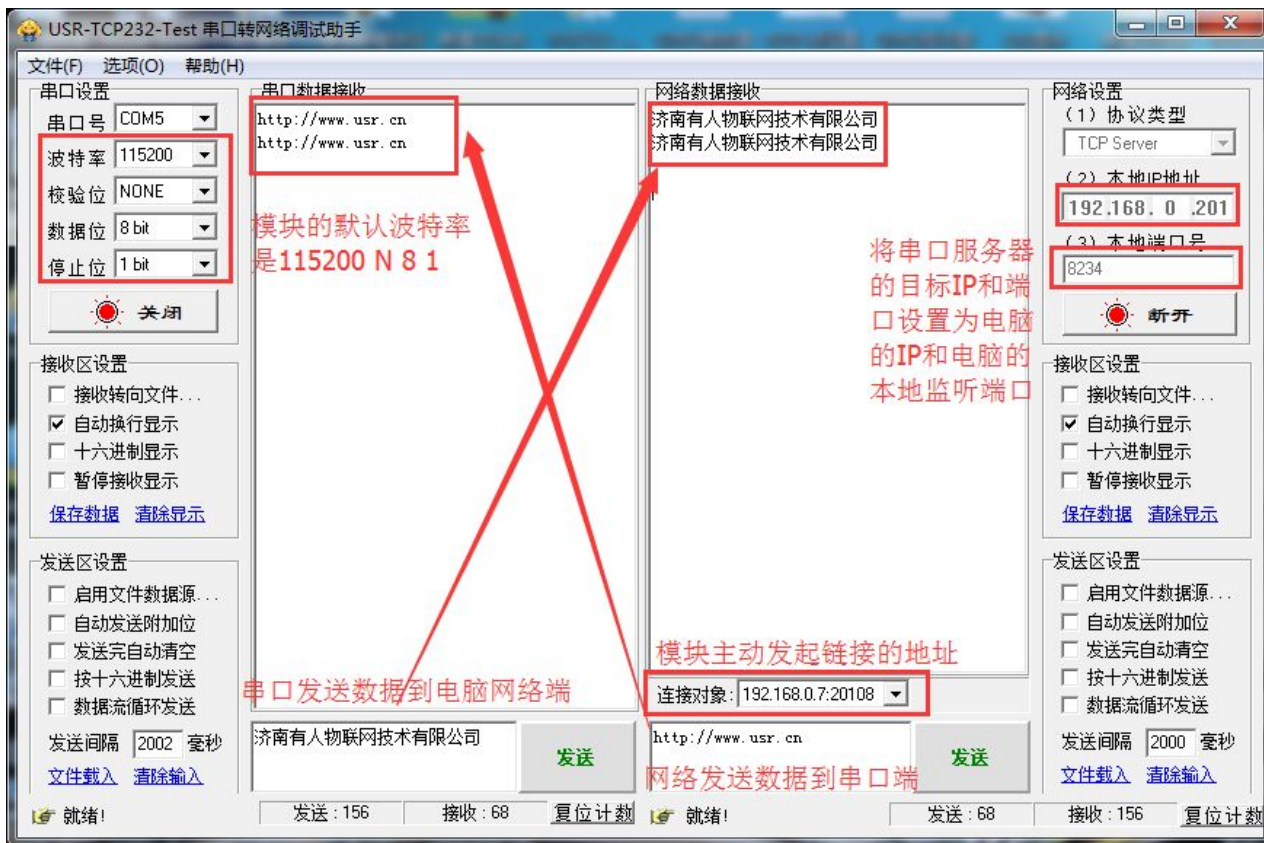 USR-TCP232-Test 串口转网络调试助手
文件(F) 选项(O) 帮助(H)
串口设置
串口号 COM5
波特率 115200
校验位 NONE
数据位 8 bit
停止位 1 bit
关闭
接收区设置
接收转向文件...
自动换行显示
十六进制显示
暂停接收显示
保存数据 清除显示
发送区设置
启用文件数据源...
自动发送附加位
发送完自动清空
按十六进制发送
数据流循环发送
发送间隔 2002 毫秒
文件载入 清除输入
就绪!
串口数据接收
http://www.usr.cn
http://www.usr.cn
模块的默认波特率
是115200 N 8 1
串口发送数据到电脑网络端
济南有人物联网技术有限公司
发送
发送:156 接收:68 复位计数
网络数据接收
济南有人物联网技术有限公司
济南有人物联网技术有限公司
将串口服务器
的目标IP和端
口设置为电脑
的IP和电脑的
本地监听端口
模块主动发起链接的地址
连接对象: 192.168.0.7:20108
http://www.usr.cn
发送
网络发送数据到串口端
就绪!
发送:68 接收:156 复位计数
网络设置
(1) 协议类型
TCP Server
(2) 本地IP地址
192.168. 0 .201
(3) 本地端口号
8234
断开
接收区设置
接收转向文件...
自动换行显示
十六进制显示
暂停接收显示
保存数据 清除显示
发送区设置
启用文件数据源...
自动发送附加位
发送完自动清空
按十六进制发送
数据流循环发送
发送间隔 2000 毫秒
文件载入 清除输入